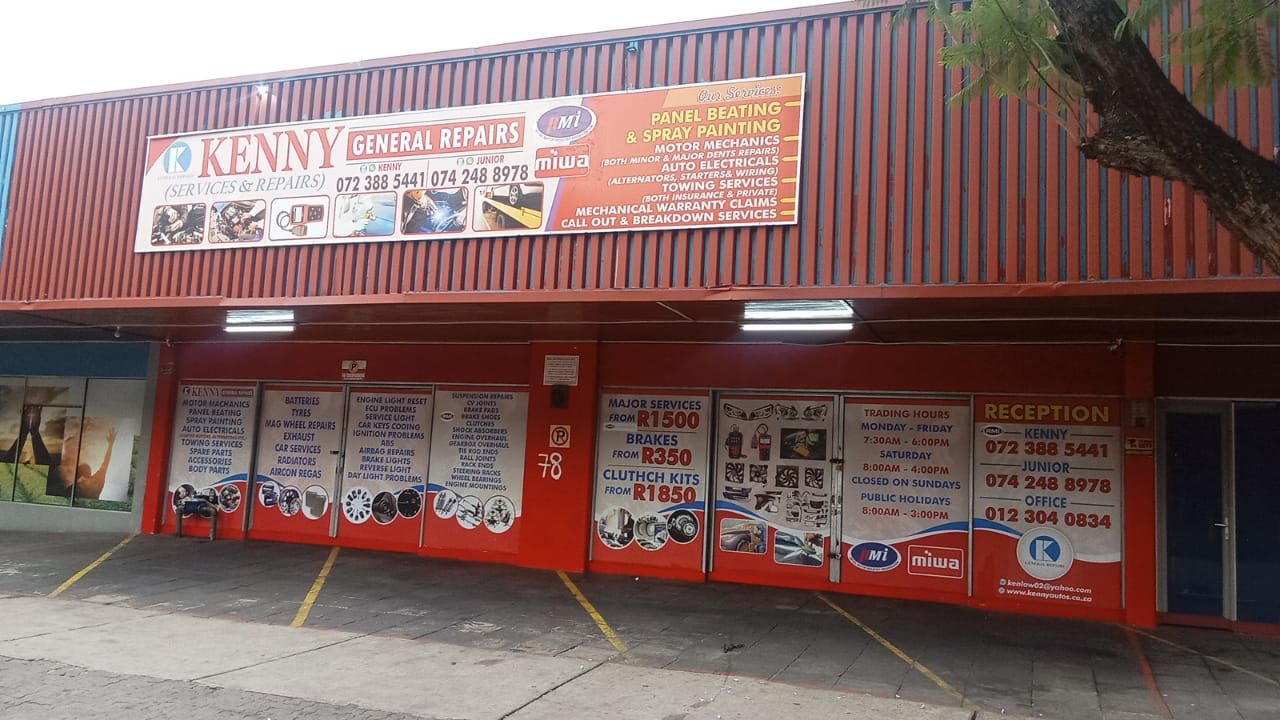 KENNY
GENERAL REPAIRS
(SERVICES & REPAIRS)
KENNY
072 388 5441
JUNIOR
074 248 8978
RMi
miwa
Our Services:
PANEL BEATING
& SPRAY PAINTING
MOTOR MECHANICS
(BOTH MINOR & MAJOR DENTS REPAIRS)
AUTO ELECTRICALS
(ALTERNATORS, STARTERS& WIRING)
TOWING SERVICES
(BOTH INSURANCE & PRIVATE)
MECHANICAL WARRANTY CLAIMS
CALL OUT & BREAKDOWN SERVICES
KENNY GENERAL REPAIRS
MOTOR MACHANICS
PANEL BEATING
SPRAY PAINTING
AUTO ELECTRICALS
TOWING SERVICES
SPARE PARTS
ACCESSORIES
BODY PARTS
BATTERIES
TYRES
MAG WHEEL REPAIRS
EXHAUST
CAR SERVICES
RADIATORS
AIRCON REGAS
ENGINE LIGHT RESET
ECU PROBLEMS
SERVICE LIGHT
CAR KEYS CODING
IGNITION PROBLEMS
ABS
AIRBAG REPAIRS
BRAKE LIGHTS
REVERSE LIGHT
DAY LIGHT PROBLEMS
SUSPENSION REPAIRS
CV JOINTS
BRAKE PADS
BRAKE SHOES
CLUTCHES
SHOCK ABSORBERS
ENGINE OVERHAUL
GEARBOX OVERHAUL
TIE ROD ENDS
BALL JOINTS
RACK ENDS
STEERING RACKS
WHEEL BEARINGS
ENGINE MOUNTINGS
P
78
MAJOR SERVICES
FROM R1500
BRAKES
FROM R350
CLUTHCH KITS
FROM R1850
TRADING HOURS
MONDAY - FRIDAY
7:30AM - 6:00PM
SATURDAY
8:00AM - 4:00PM
CLOSED ON SUNDAYS
PUBLIC HOLIDAYS
8:00AM - 3:00PM
RMi
miwa
RECEPTION
KENNY
072 388 5441
JUNIOR
074 248 8978
OFFICE
012 304 0834
K
GENERAL REPAIRS
kenlaw02@yahoo.com
www.kennyautos.co.za